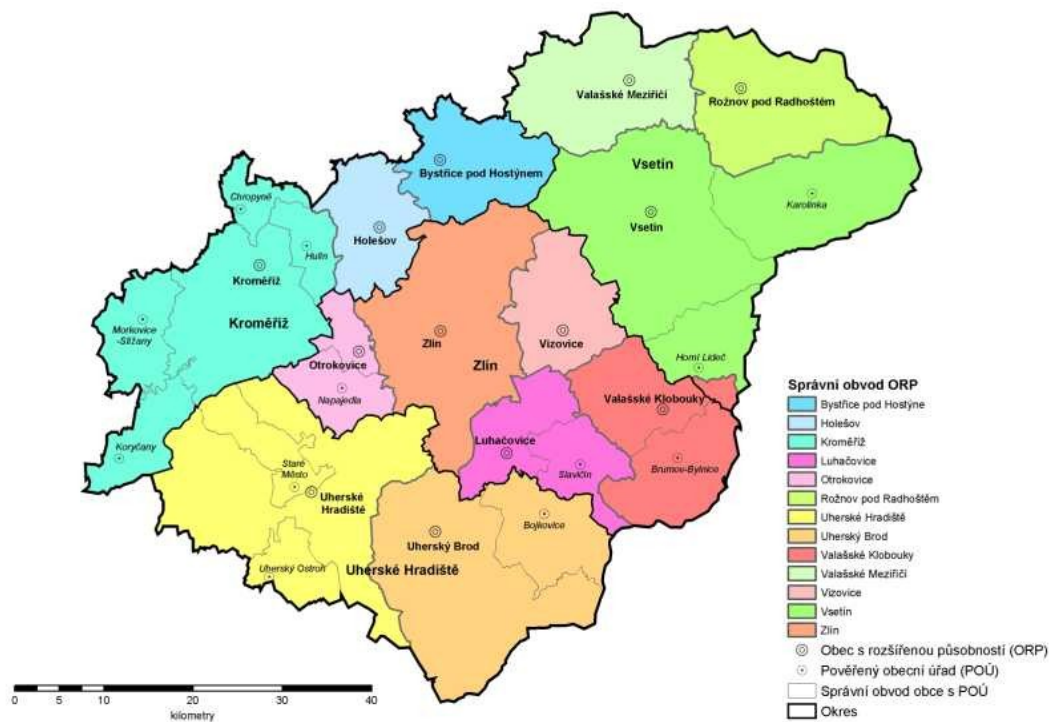 Valašské Meziříčí
Rožnov pod Radhoštěm
Bystřice pod Hostýnem
Vsetín
Chropyně
Karolinka
Vsetín
Holešov
Hulín
Kroměříž
Kroměříž
Morkovice
-Slížany
Zlín
Vizovice
Otrokovice
Zlín
Horní Lideč
Napajedla
Valašské Klobouky
Koryčany
Luhačovice
Staré
Město
Slavičín
Brumov-Bylnice
Uherské
Hradiště
Bojkovice
Uherský Brod
Uherský Ostroh
Uherské Hradiště
Správní obvod ORP
Bystřice pod Hostýne
Holešov
Kroměříž
Luhačovice
Otrokovice
Rožnov pod Radhoštěm
Uherské Hradiště
Uherský Brod
Valašské Klobouky
Valašské Meziříčí
Vizovice
Vsetín
Zlín
Obec s rozšířenou působností (ORP)
Pověřený obecní úřad (POÚ)
Správní obvod obce s POÚ
Okres
0 5 10 20 30 40
kilometry